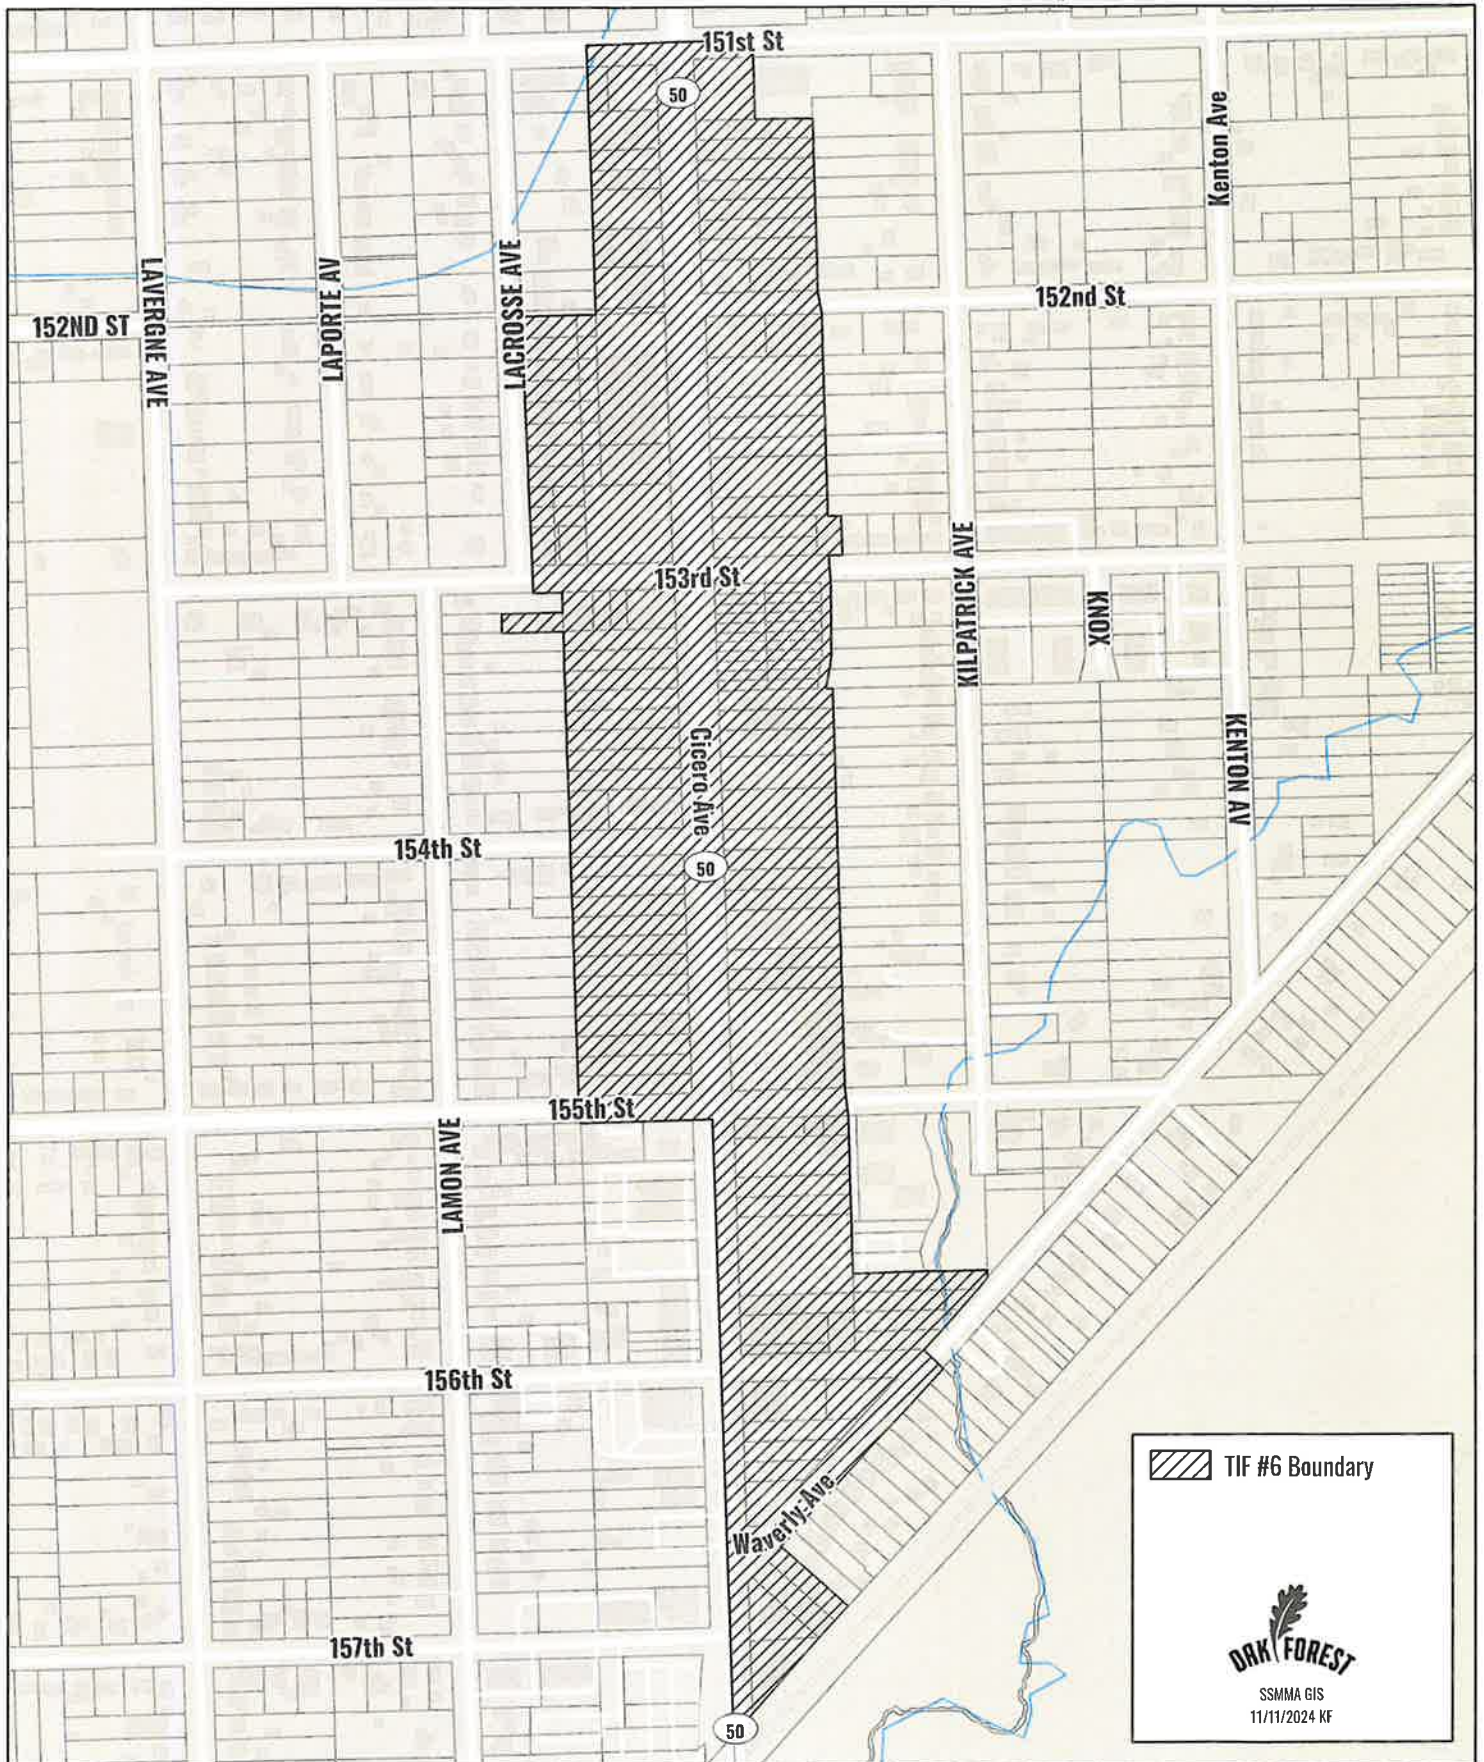 151st St
50
Kenton Ave
152nd St
152ND ST
LAVERGNE AVE
LAPORTE AV
LACROSSE AVE
153rd St
KILPATRICK AVE
KNOX
KENTON AV
Cicero Ave
154th St
50
155th St
LAMON AVE
156th St
Waverly Ave
157th St
50
TIF #6 Boundary
OAK FOREST
SSMMA GIS
11/11/2024 KF